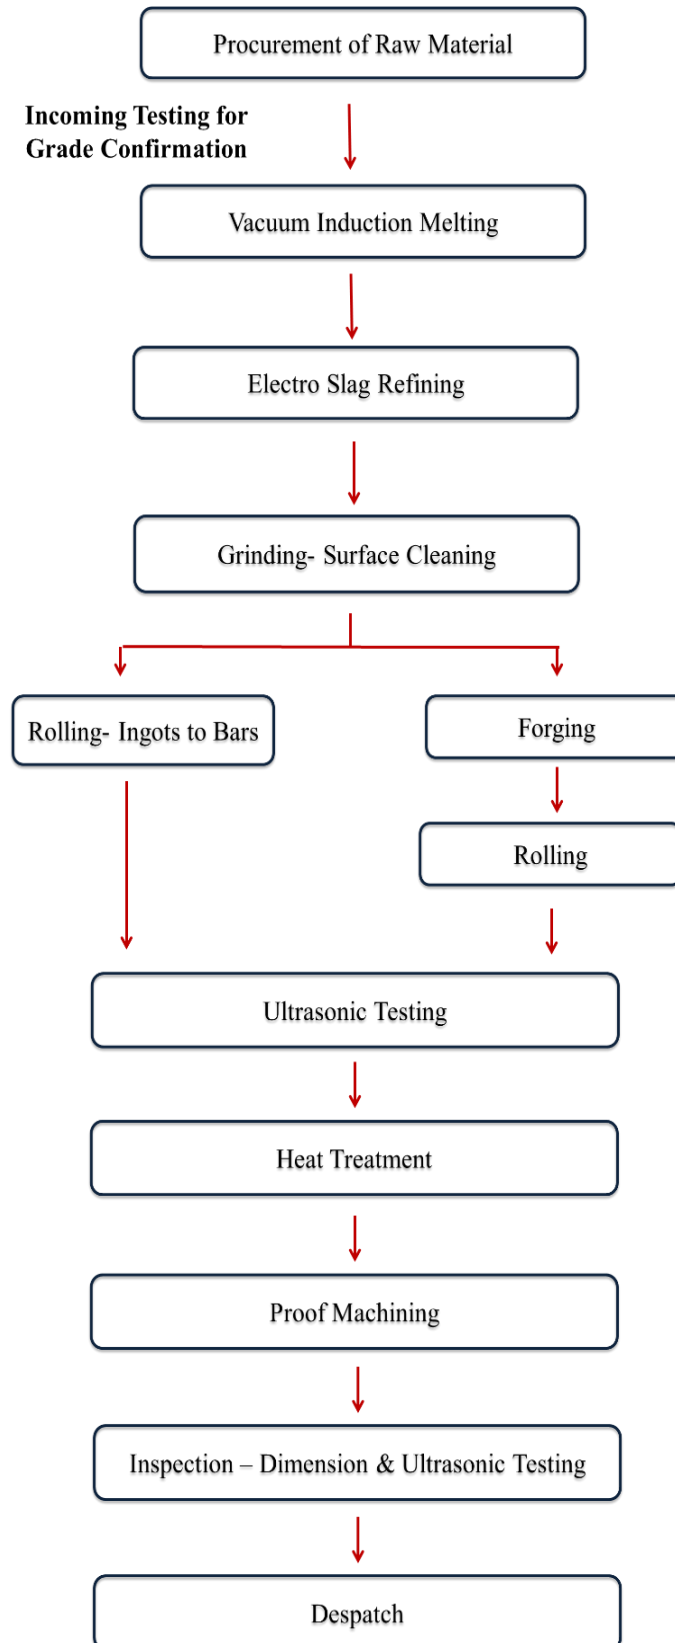 Procurement of Raw Material
Incoming Testing for
Grade Confirmation
Vacuum Induction Melting
Electro Slag Refining
Grinding- Surface Cleaning
Rolling- Ingots to Bars
Forging
Rolling
Ultrasonic Testing
Heat Treatment
Proof Machining
Inspection – Dimension & Ultrasonic Testing
Despatch